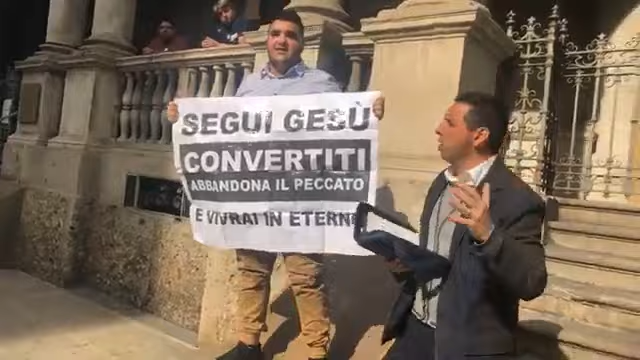 SEGUI GESÙ
CONVERTITI
ABBANDONA IL PECCATO
E VIVRAI IN ETERN